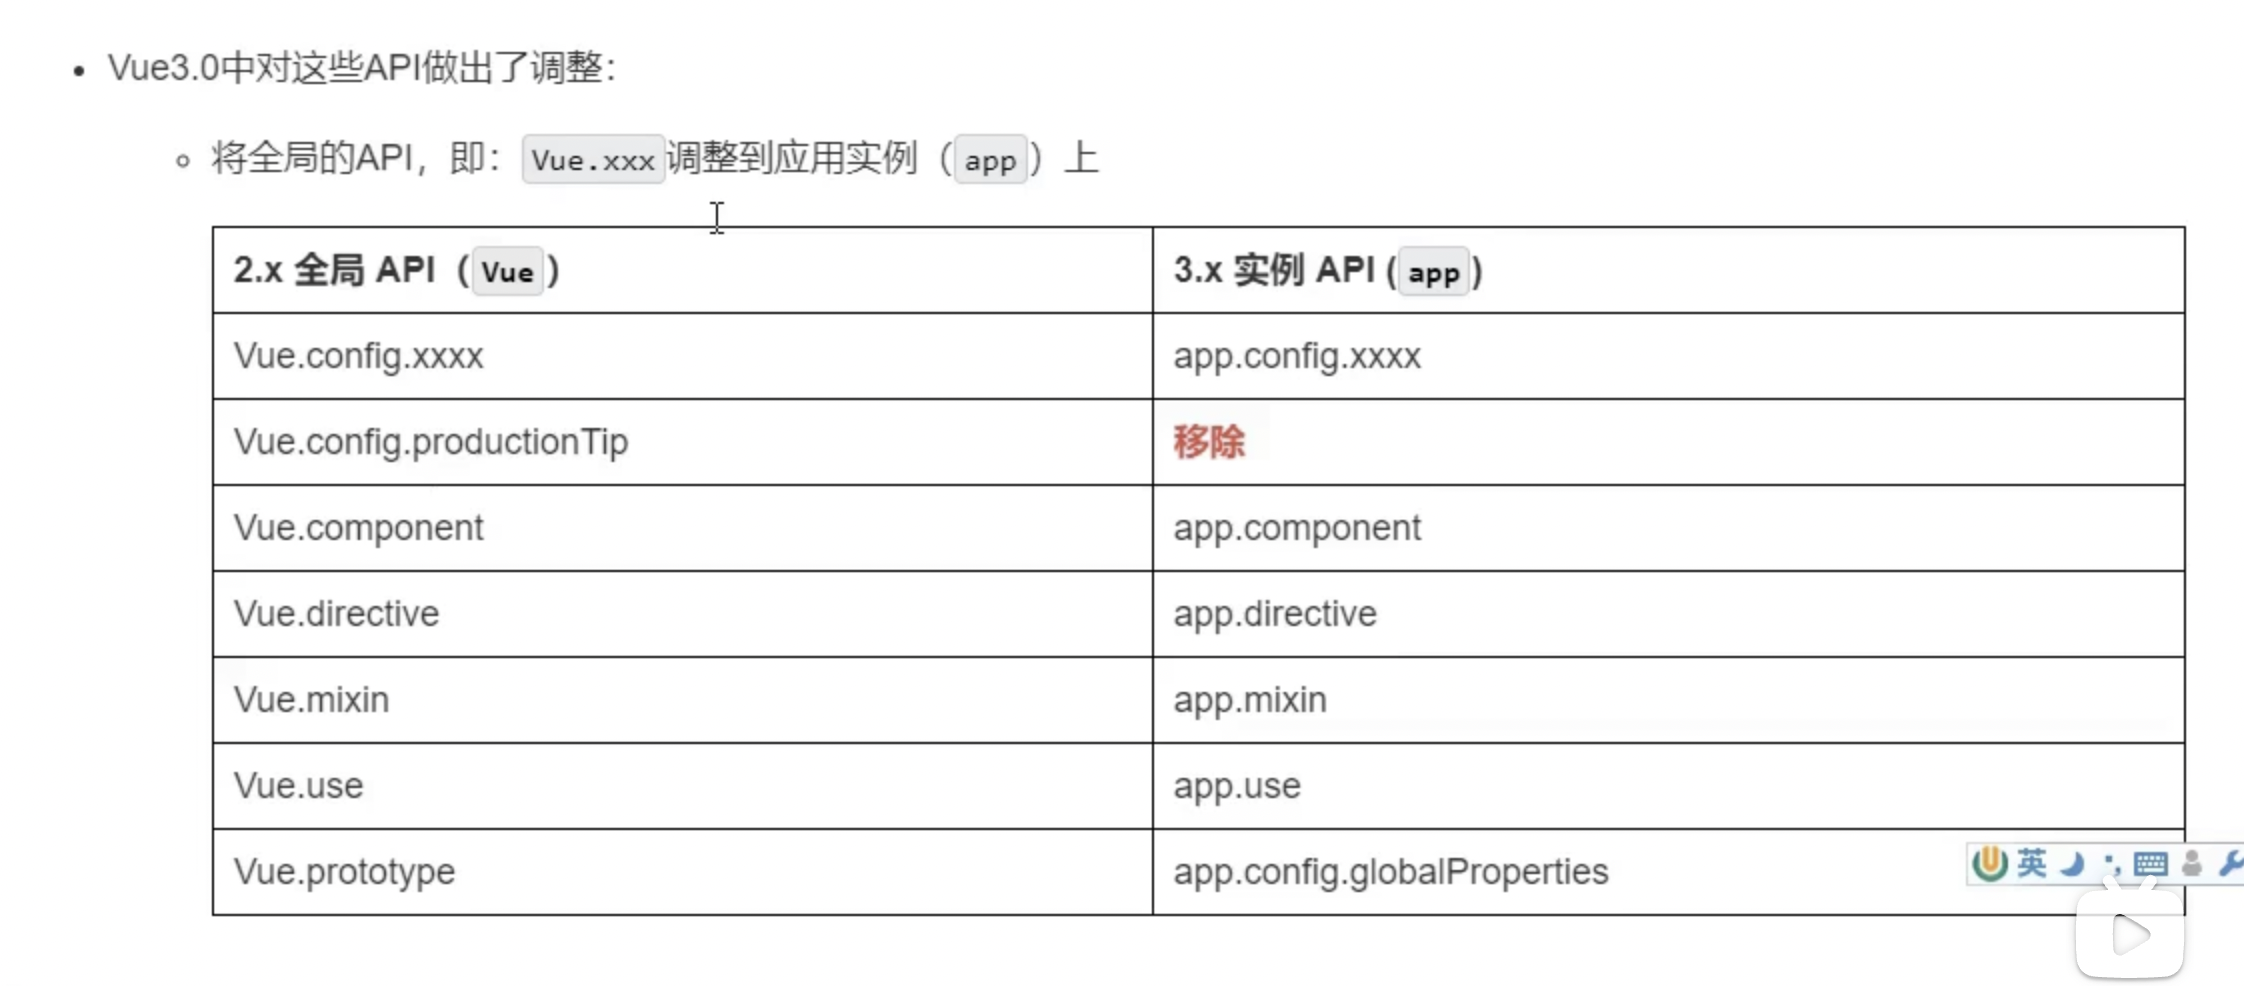 Vue3.0中对这些API做出了调整：
将全局的API，即：Vue.xxx调整到应用实例（app）上
2.x 全局 API（Vue）
3.x 实例 API (app)
Vue.config.xxxx
app.config.xxxx
Vue.config.productionTip
移除
Vue.component
app.component
Vue.directive
app.directive
Vue.mixin
app.mixin
Vue.use
app.use
Vue.prototype
app.config.globalProperties
英